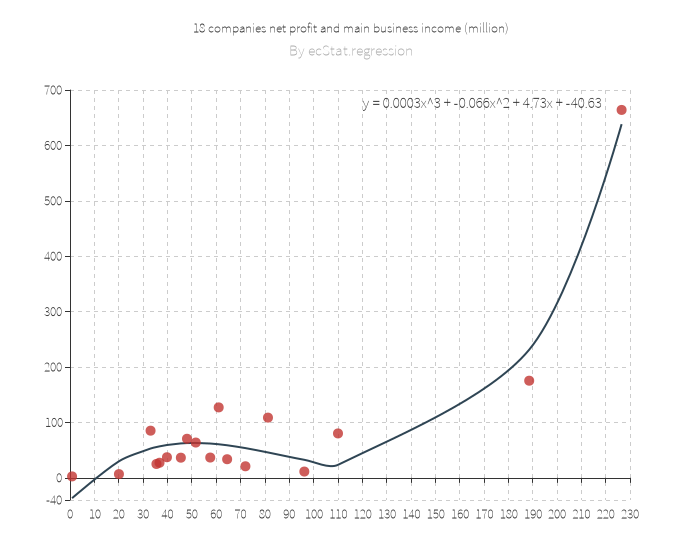 18 companies net profit and main business income (million)
By ecStat.regression
y = 0.0003x^3 + -0.066x^2 + 4.73x + -40.63
700
600
500
400
300
200
100
0
-40
0 10 20 30 40 50 60 70 80 90 100 110 120 130 140 150 160 170 180 190 200 210 220 230